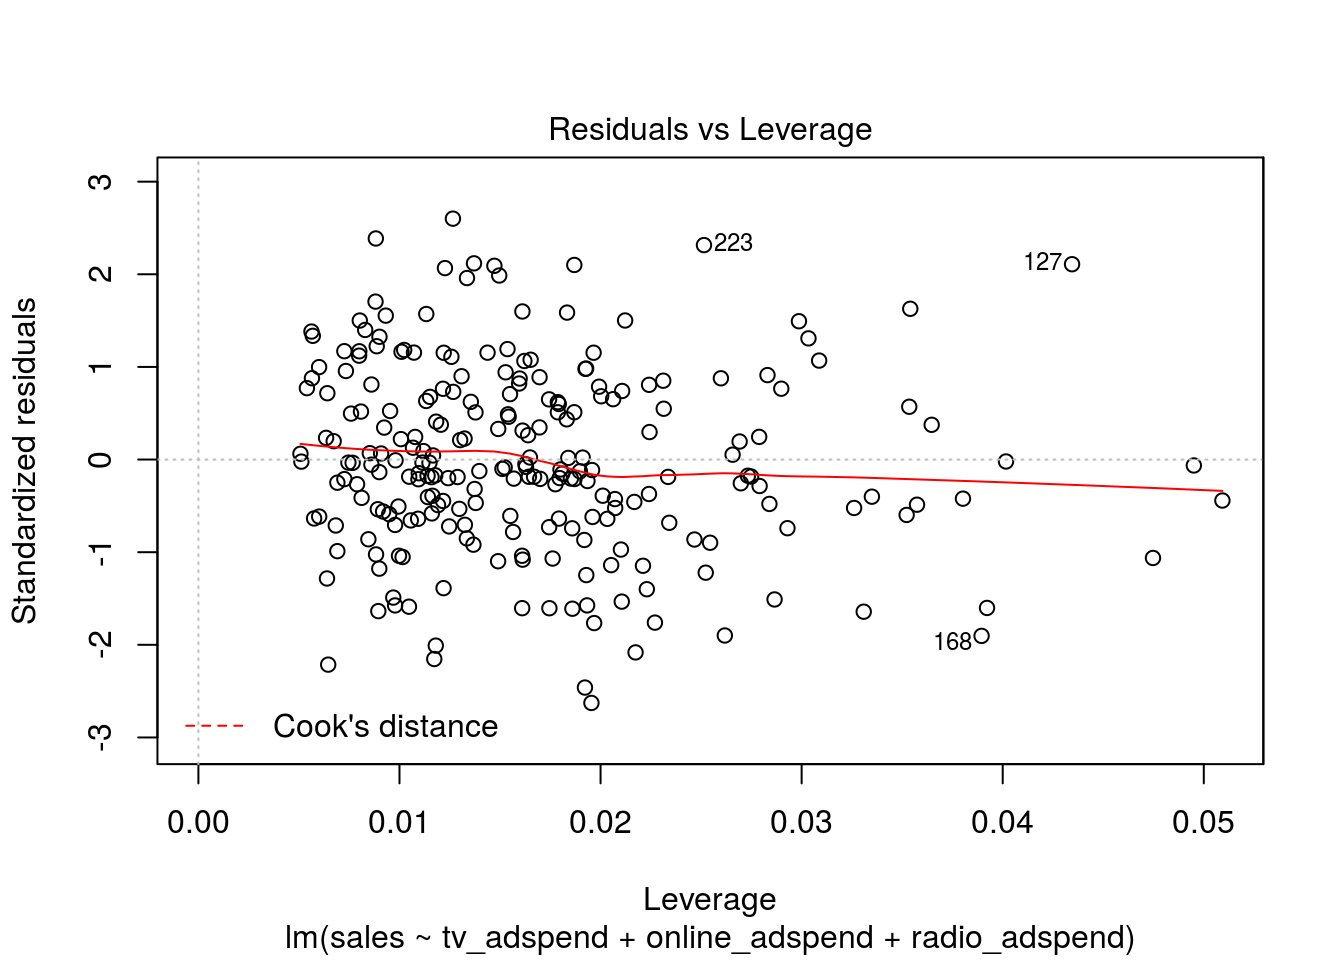 Residuals vs Leverage
Standardized residuals
3
2
1
0
-1
-2
-3
223
127
168
Cook's distance
0.00 0.01 0.02 0.03 0.04 0.05
Leverage
lm(sales ~ tv_adspend + online_adspend + radio_adspend)